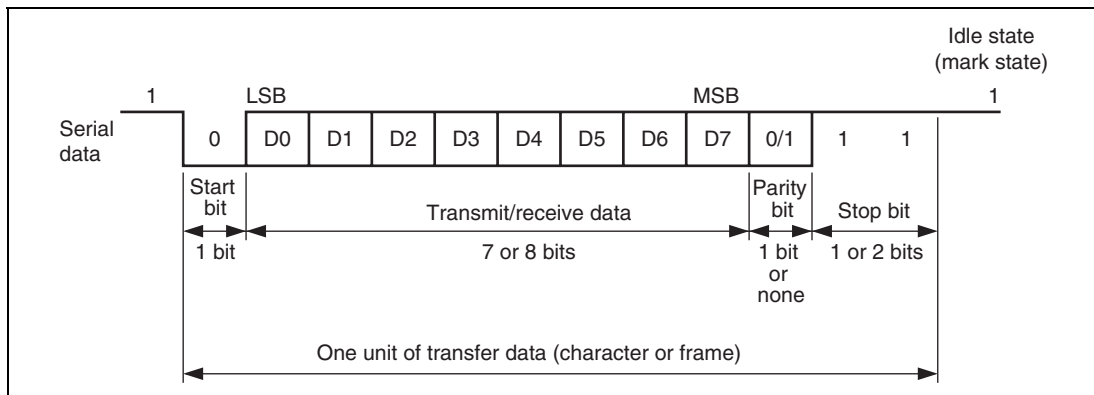 Idle state
(mark state)
1 LSB MSB 1
Serial
data
0 D0 D1 D2 D3 D4 D5 D6 D7 0/1 1 1
Start
bit
Transmit/receive data
Parity
bit
Stop bit
1 bit
7 or 8 bits
1 bit
or
none
1 or 2 bits
One unit of transfer data (character or frame)